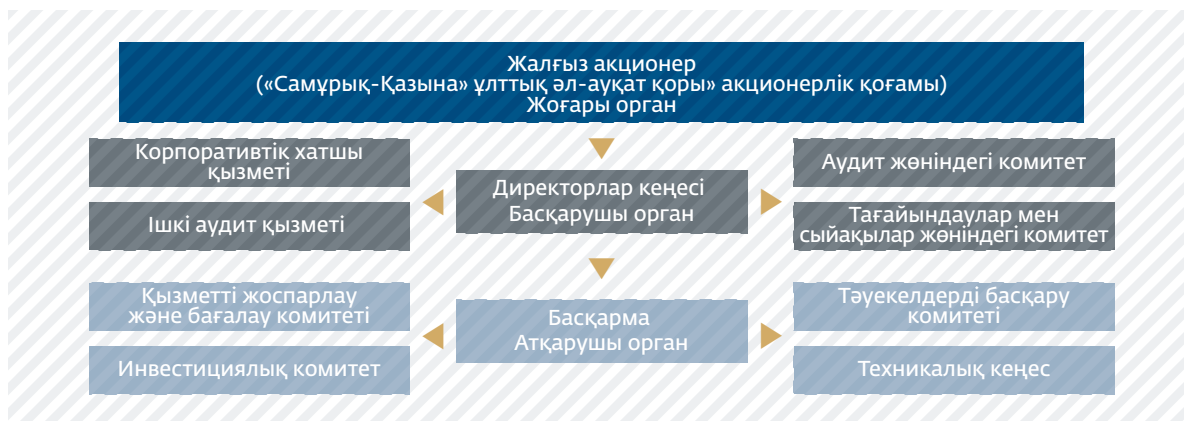 Жалғыз акционер
(«Самұрық-Қазына» ұлттық әл-ауқат қоры» акционерлік қоғамы)
Жоғары орган
Корпоративтік хатшы
қызметі
Ішкі аудит қызметі
Директорлар кеңесі
Басқарушы орган
Аудит жөніндегі комитет
Тағайындаулар мен
сыйақылар жөніндегі комитет
Қызметті жоспарлау
және бағалау комитеті
Инвестициялық комитет
Басқарма
Атқарушы орган
Тәуекелдерді басқару
комитеті
Техникалық кеңес